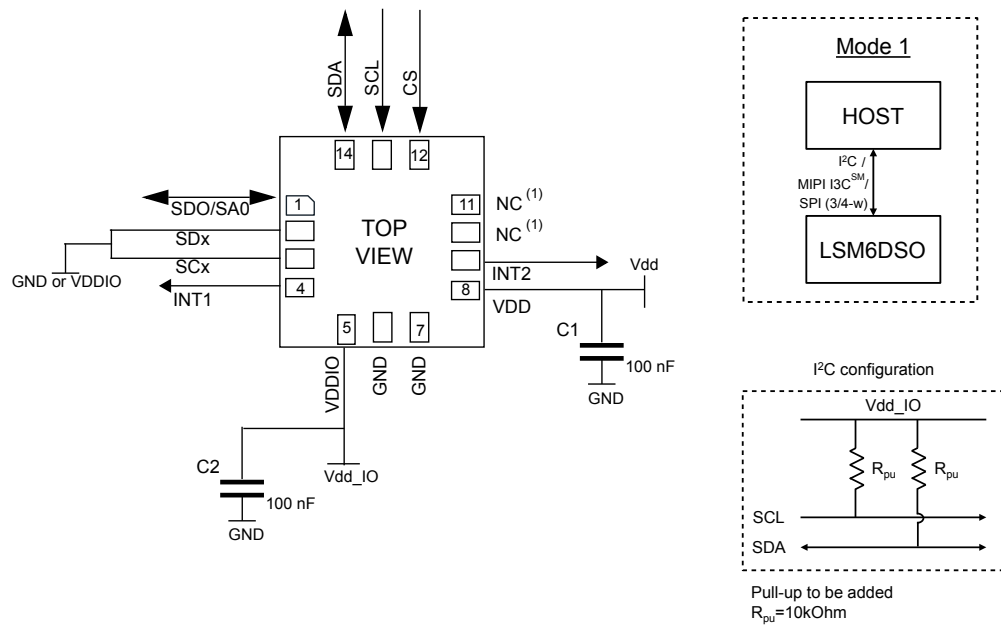 SDA
SCL
CS
14
12
1
11
NC (1)
SDO/SA0
TOP
VIEW
NC (1)
SDx
SCx
GND or VDDIO
INT1
4
INT2
8
VDD
Vdd
5
7
VDDIO
GND
GND
C1
100 nF
GND
C2
100 nF
GND
Vdd_IO
Mode 1
HOST
I²C /
MIPI I3C^SM/
SPI (3/4-w)
LSM6DSO
I²C configuration
Vdd_IO
Rpu
Rpu
SCL
SDA
Pull-up to be added
Rpu=10kOhm